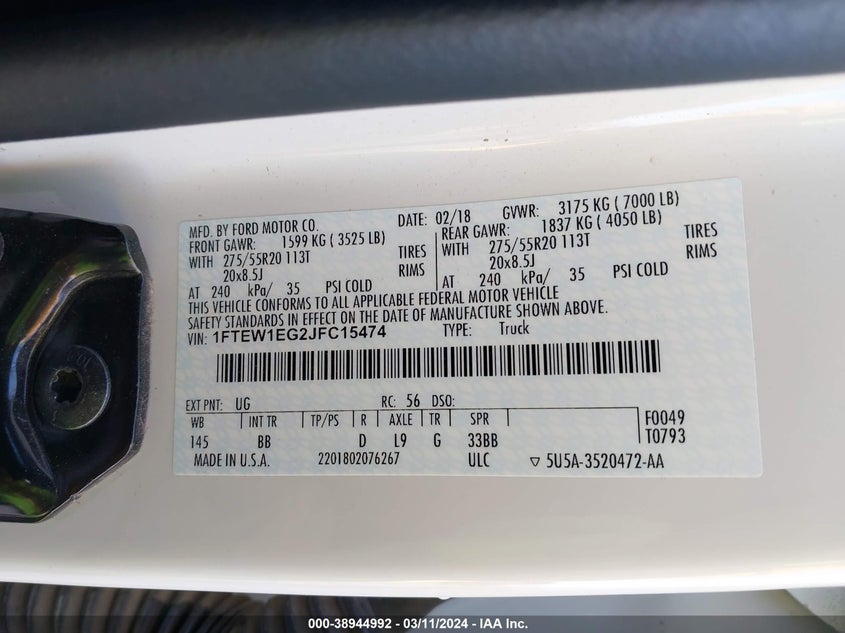 MFD. BY FORD MOTOR CO. DATE: 02/18 GVWR: 3175 KG ( 7000 LB)
FRONT GAWR: 1599 KG ( 3525 LB) REAR GAWR: 1837 KG ( 4050 LB)
WITH 275/55R20 113T TIRES WITH 275/55R20 113T TIRES
20x8.5J RIMS 20x8.5J RIMS
AT 240 kPa/ 35 PSI COLD AT 240 kPa/ 35 PSI COLD
THIS VEHICLE CONFORMS TO ALL APPLICABLE FEDERAL MOTOR VEHICLE
SAFETY STANDARDS IN EFFECT ON THE DATE OF MANUFACTURE SHOWN ABOVE.
VIN: 1FTEW1EG2JFC15474 TYPE: Truck
EXT PNT: UG RC: 56 DSO:
WB INT TR TP/PS R AXLE TR SPR F0049
145 BB D L9 G 33BB T0793
MADE IN U.S.A. 2201802076267 ULC ▽ 5U5A-3520472-AA
000-38944992 - 03/11/2024 - IAA Inc.